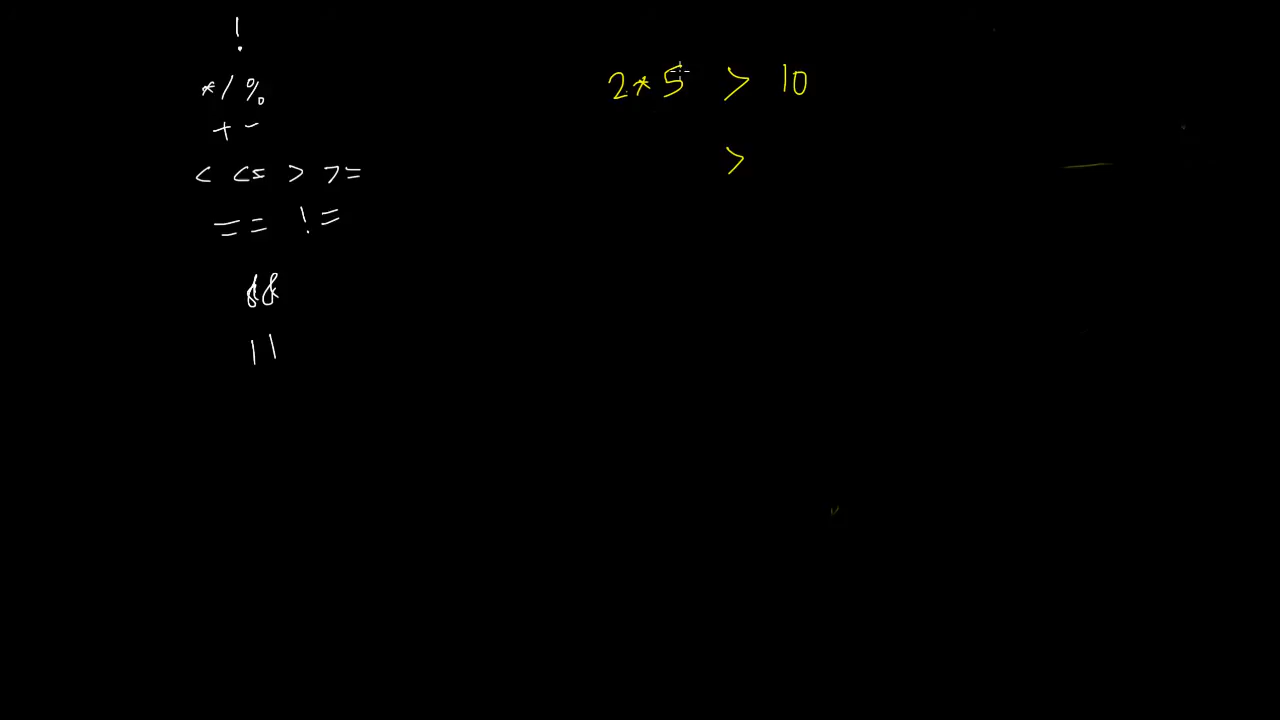 !
* / %
+ -
< <= > >=
== !=
&&
||
2 * 5 > 10
>